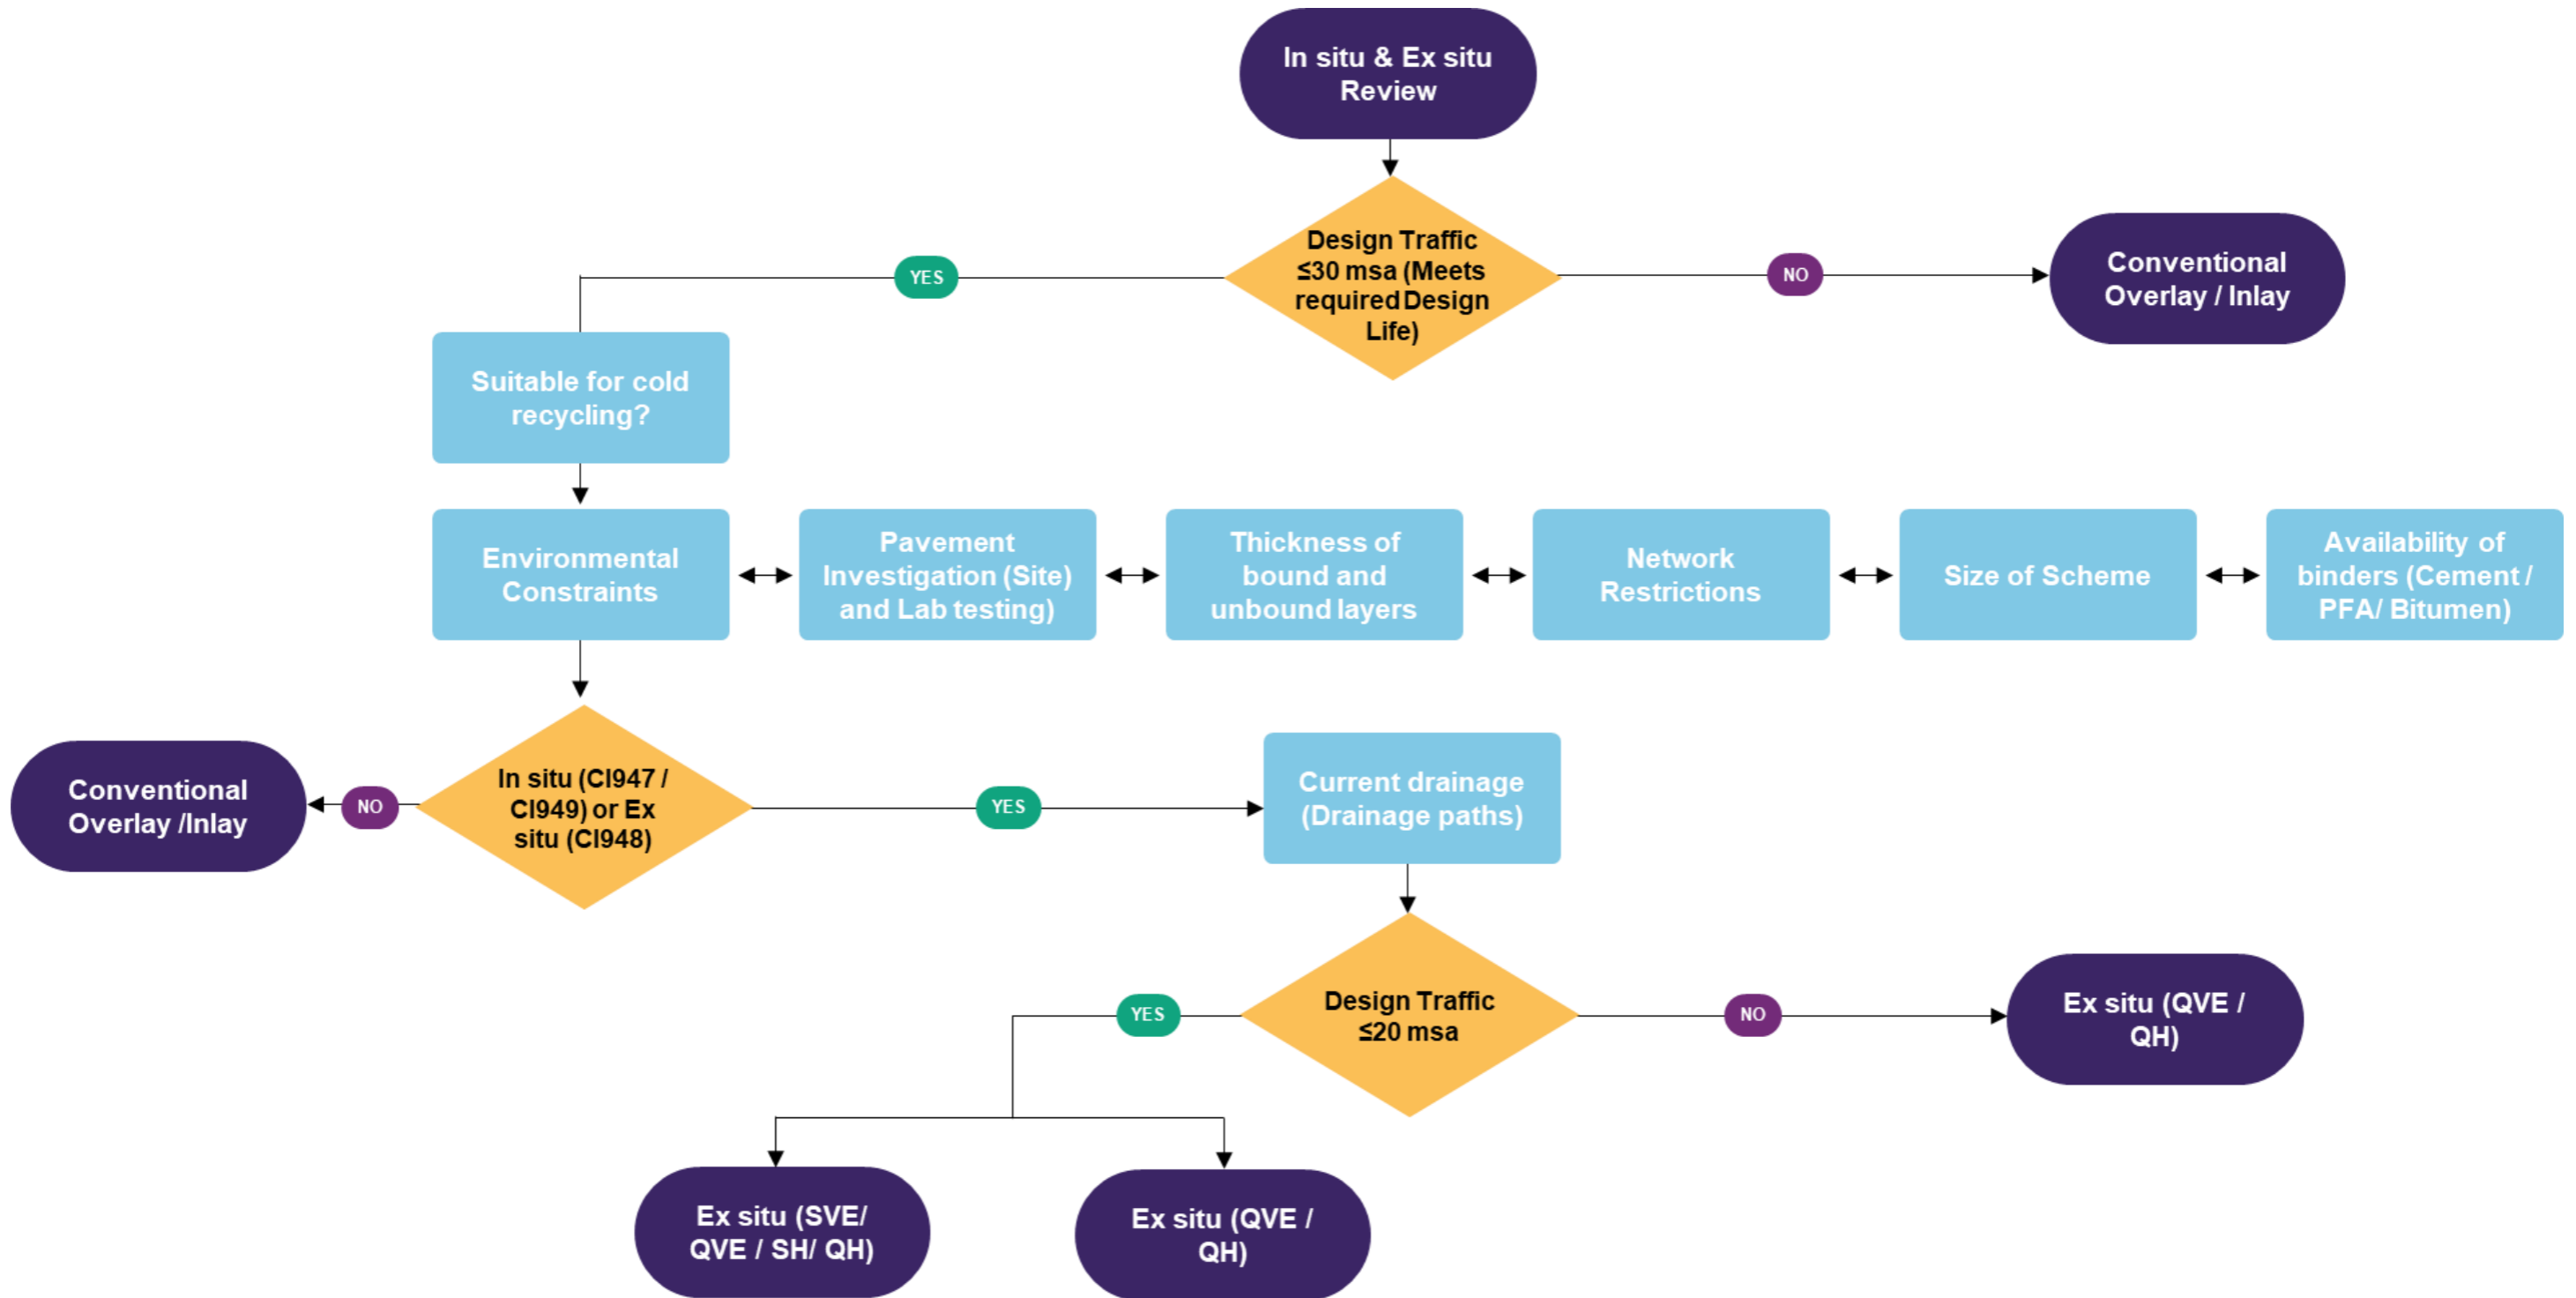 In situ & Ex situ
Review
Design Traffic
≤30 msa (Meets
required Design
Life)
YES
NO
Conventional
Overlay / Inlay
Suitable for cold
recycling?
Environmental
Constraints
Pavement
Investigation (Site)
and Lab testing)
Thickness of
bound and
unbound layers
Network
Restrictions
Size of Scheme
Availability of
binders (Cement /
PFA/ Bitumen)
Conventional
Overlay /Inlay
NO
In situ (Cl947 /
Cl949) or Ex
situ (Cl948)
YES
Current drainage
(Drainage paths)
Design Traffic
≤20 msa
YES
NO
Ex situ (QVE /
QH)
Ex situ (SVE/
QVE / SH/ QH)
Ex situ (QVE /
QH)